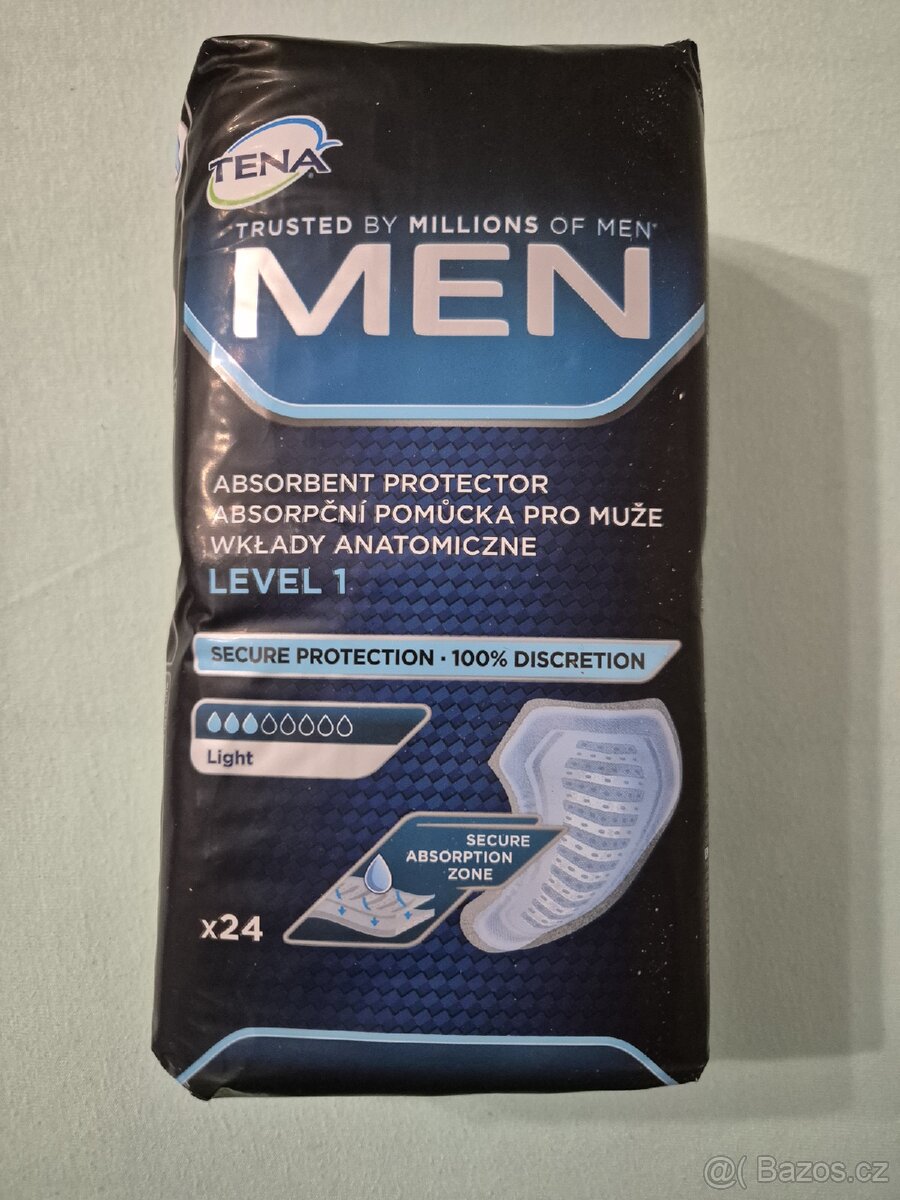 TENA
TRUSTED BY MILLIONS OF MEN*
MEN
ABSORBENT PROTECTOR
ABSORPČNÍ POMŮCKA PRO MUŽE
WKŁADY ANATOMICZNE
LEVEL 1
SECURE PROTECTION · 100% DISCRETION
Light
SECURE
ABSORPTION
ZONE
x24
@( Bazos.cz